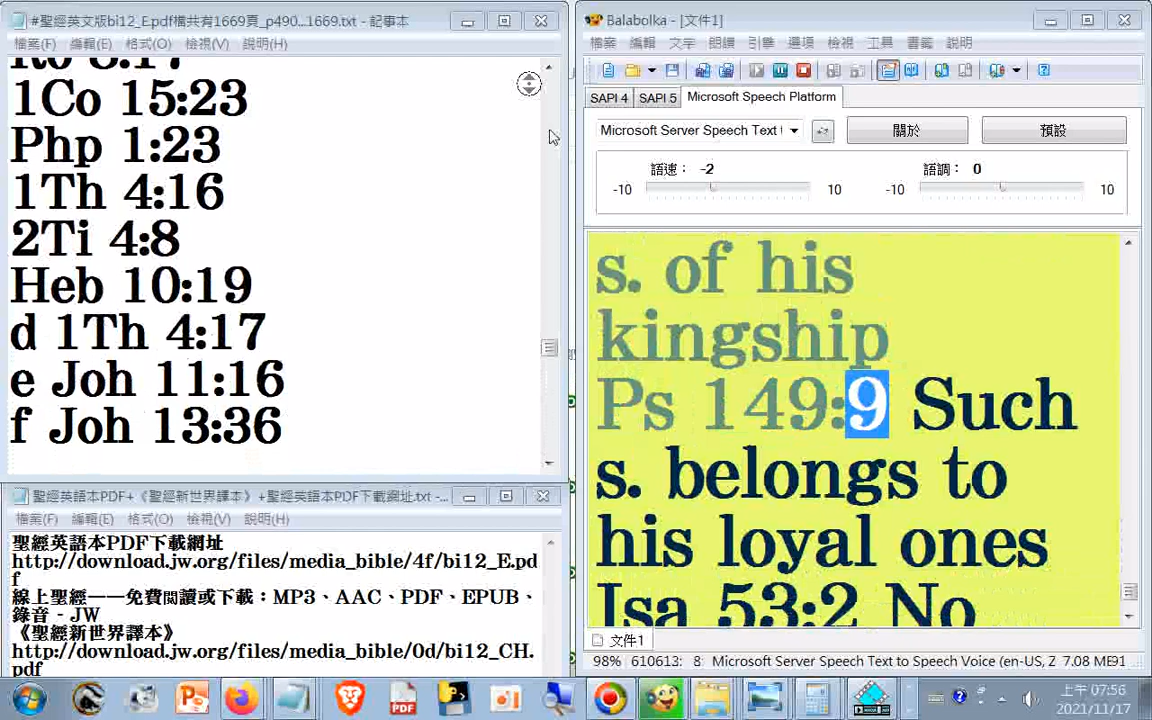 #聖經英文版bi12_E.pdf檔共有1669頁_p490...1669.txt - 記事本
檔案(F) 編輯(E) 格式(O) 檢視(V) 說明(H)
Ro 8:17
1Co 15:23
Php 1:23
1Th 4:16
2Ti 4:8
Heb 10:19
d 1Th 4:17
e Joh 11:16
f Joh 13:36
聖經英語本PDF+《聖經新世界譯本》+聖經英語本PDF下載網址.txt -...
檔案(F) 編輯(E) 格式(O) 檢視(V) 說明(H)
聖經英語本PDF下載網址
http://download.jw.org/files/media_bible/4f/bi12_E.pd
f
線上聖經——免費閱讀或下載：MP3、AAC、PDF、EPUB、
錄音 - JW
《聖經新世界譯本》
http://download.jw.org/files/media_bible/0d/bi12_CH.
pdf
Balabolka - [文件1]
檔案 編輯 文字 朗讀 引擎 選項 檢視 工具 書籤 說明
SAPI 4 SAPI 5 Microsoft Speech Platform
Microsoft Server Speech Text 關於 預設
語速： -2 語調： 0
-10 10 -10 10
s. of his
kingship
Ps 149:9 Such
s. belongs to
his loyal ones
Isa 53:2 No
文件1
98% 610613: 8: Microsoft Server Speech Text to Speech Voice (en-US, Z 7.08 ME91
PDF
上午 07:56
2021/11/17